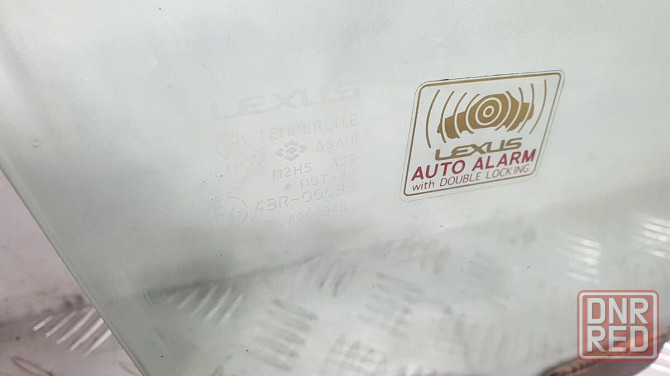 LEXUS
TEMPERLITE
ASAHI
M2H5
43R-00035
LEXUS
AUTO ALARM
with DOUBLE LOCKING
DNR
RED